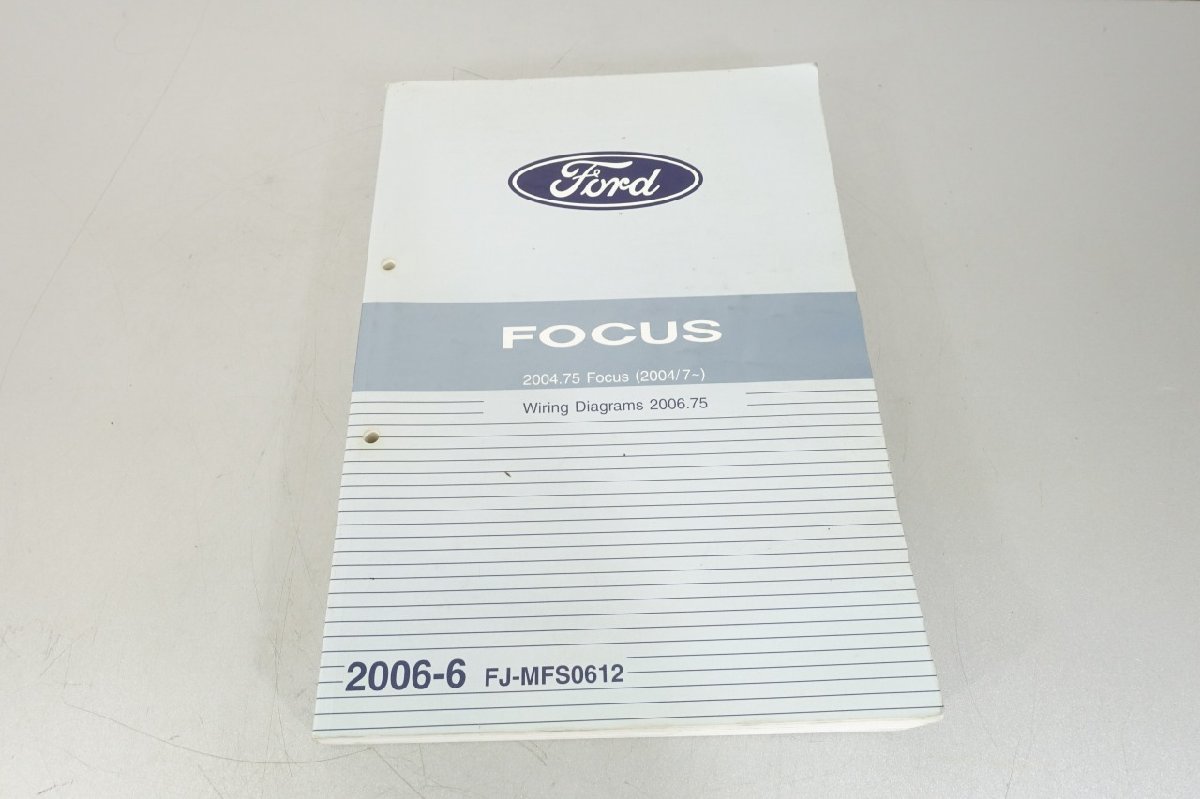 Ford
FOCUS
2004.75 Focus (2004/7~)
Wiring Diagrams 2006.75
2006-6 FJ-MFS0612